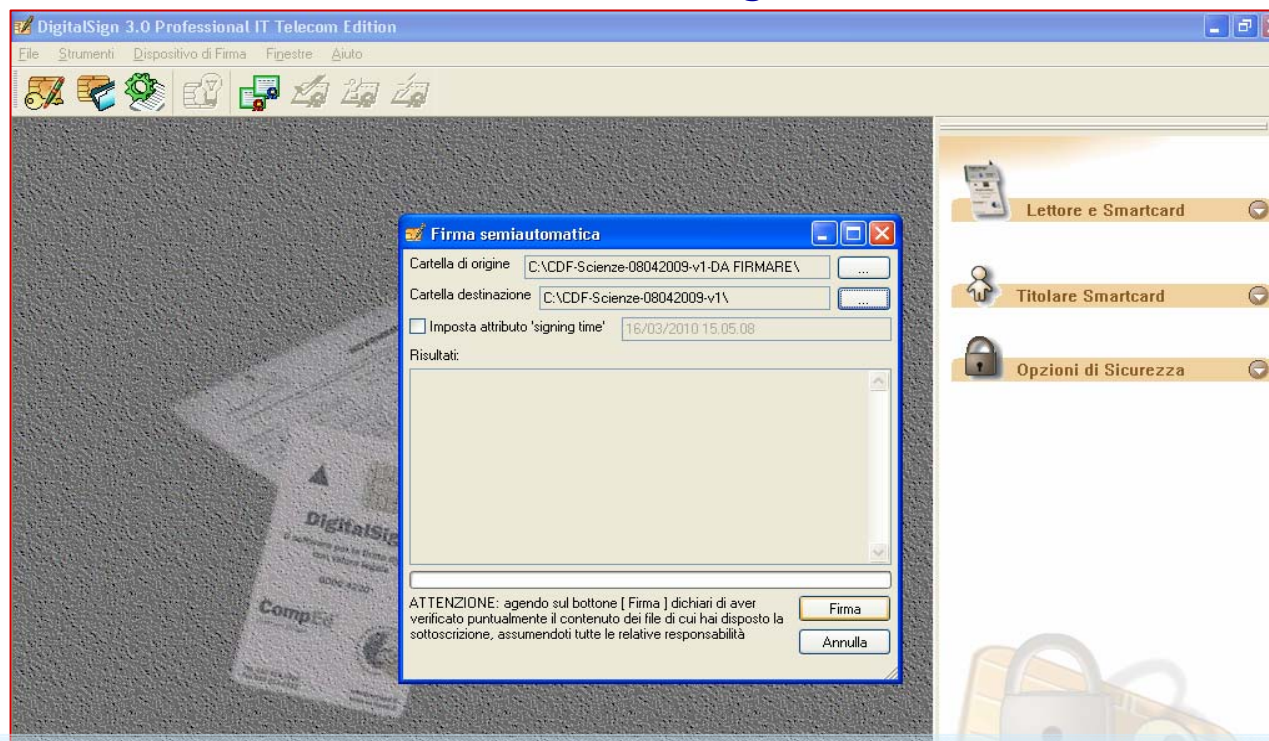 DigitalSign 3.0 Professional IT Telecom Edition
File Strumenti Dispositivo di Firma Finestre Aiuto
Lettore e Smartcard
Titolare Smartcard
Opzioni di Sicurezza
Firma semiautomatica
Cartella di origine C:\CDF-Scienze-08042009-v1-DA FIRMARE\ ...
Cartella destinazione C:\CDF-Scienze-08042009-v1\ ...
Imposta attributo 'signing time' 16/03/2010 15.05.08
Risultati:
ATTENZIONE: agendo sul bottone [ Firma ] dichiari di aver
verificato puntualmente il contenuto dei file di cui hai disposto la
sottoscrizione, assumendoti tutte le relative responsabilità
Firma
Annulla
DigitalSig
CompEd